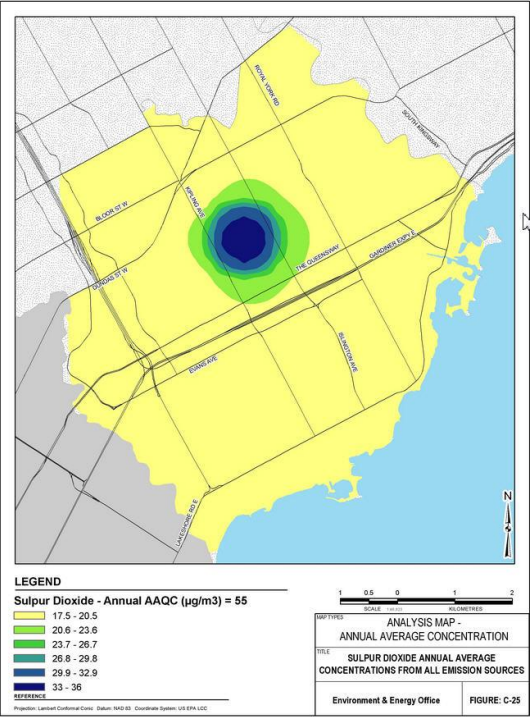 ROYAL YORK RD
SOUTH KINGSWAY
BLOOR ST W
KIPLING AVE
DUNDAS ST W
THE QUEENSWAY
GARDINER EXPY E
EVANS AVE
ISLINGTON AVE
LAKESHORE RD E
N
LEGEND
Sulpur Dioxide - Annual AAQC (µg/m3) = 55
17.5 - 20.5
20.6 - 23.6
23.7 - 26.7
26.8 - 29.8
29.9 - 32.9
33 - 36
REFERENCE
Projection: Lambert Conformal Conic Datum: NAD 83 Coordinate System: US EPA LCC
1 0.5 0 1 2
SCALE KILOMETRES
MAP TYPES
ANALYSIS MAP -
ANNUAL AVERAGE CONCENTRATION
TITLE
SULPUR DIOXIDE ANNUAL AVERAGE
CONCENTRATIONS FROM ALL EMISSION SOURCES
Environment & Energy Office
FIGURE: C-25